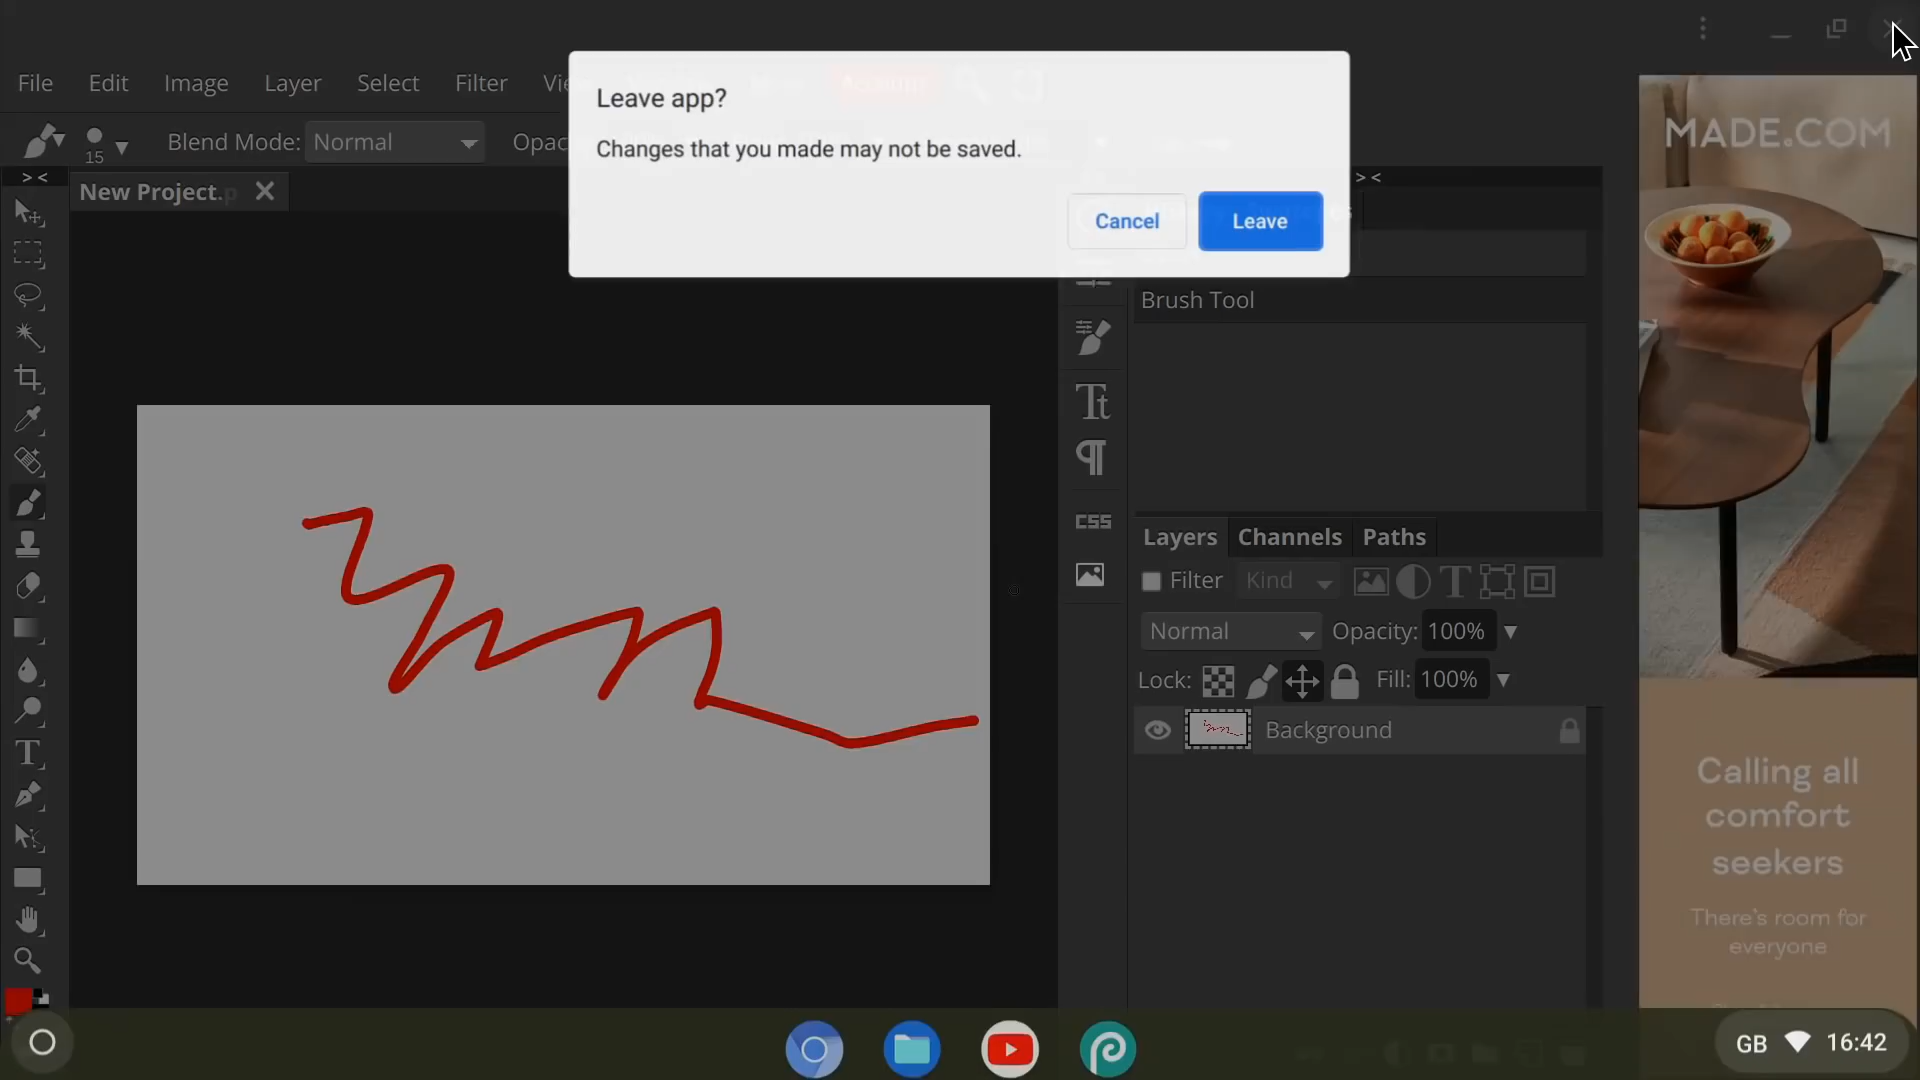 Leave app?
Changes that you made may not be saved.
Cancel
Leave
File Edit Image Layer Select Filter
15 Blend Mode: Normal
New Project.p
> <
> <
Brush Tool
CSS
Layers Channels Paths
Filter Kind
Normal Opacity: 100%
Lock: Fill: 100%
Background
MADE.COM
Calling all
comfort
seekers
There's room for
everyone
GB 16:42